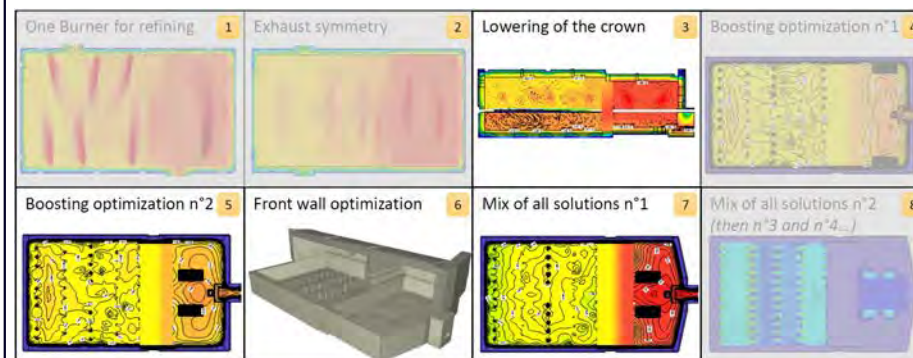 One Burner for refining 1
Exhaust symmetry 2
Lowering of the crown 3
Boosting optimization n°1 4
Boosting optimization n°2 5
Front wall optimization 6
Mix of all solutions n°1 7
Mix of all solutions n°2 8
(then n°3 and n°4…)